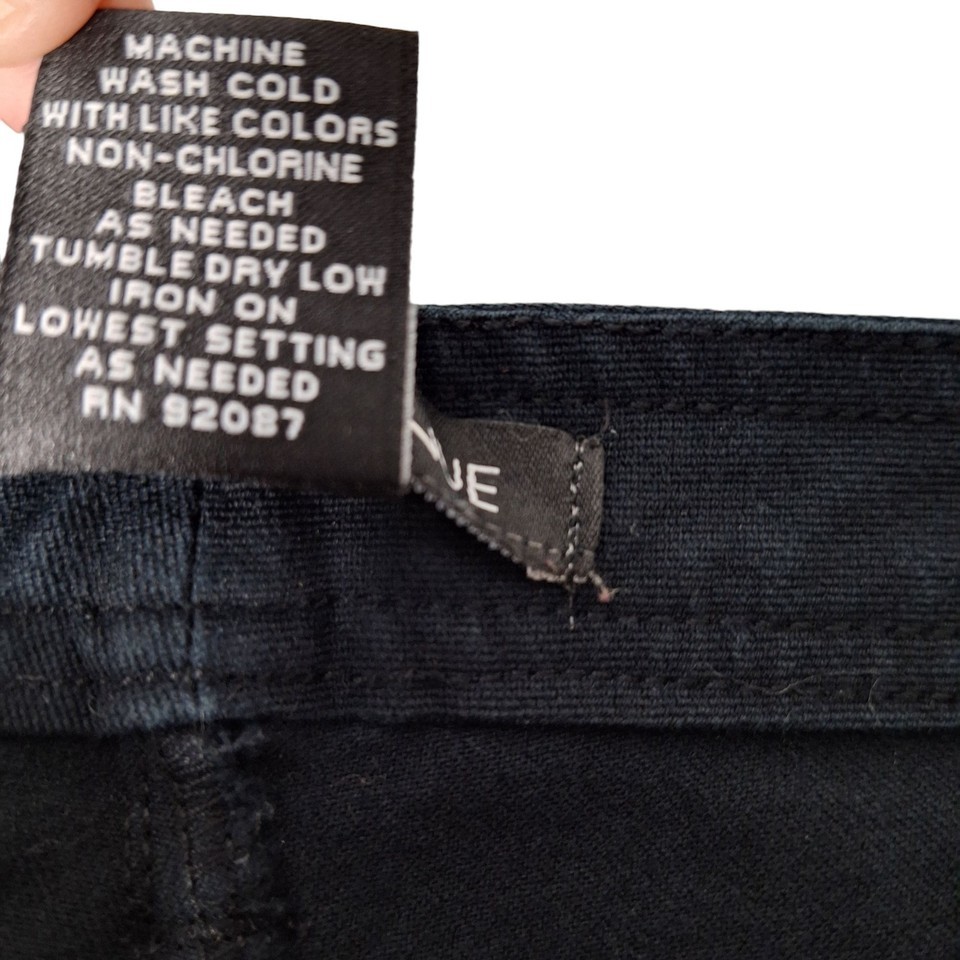 MACHINE
WASH COLD
WITH LIKE COLORS
NON-CHLORINE
BLEACH
AS NEEDED
TUMBLE DRY LOW
IRON ON
LOWEST SETTING
AS NEEDED
RN 92087